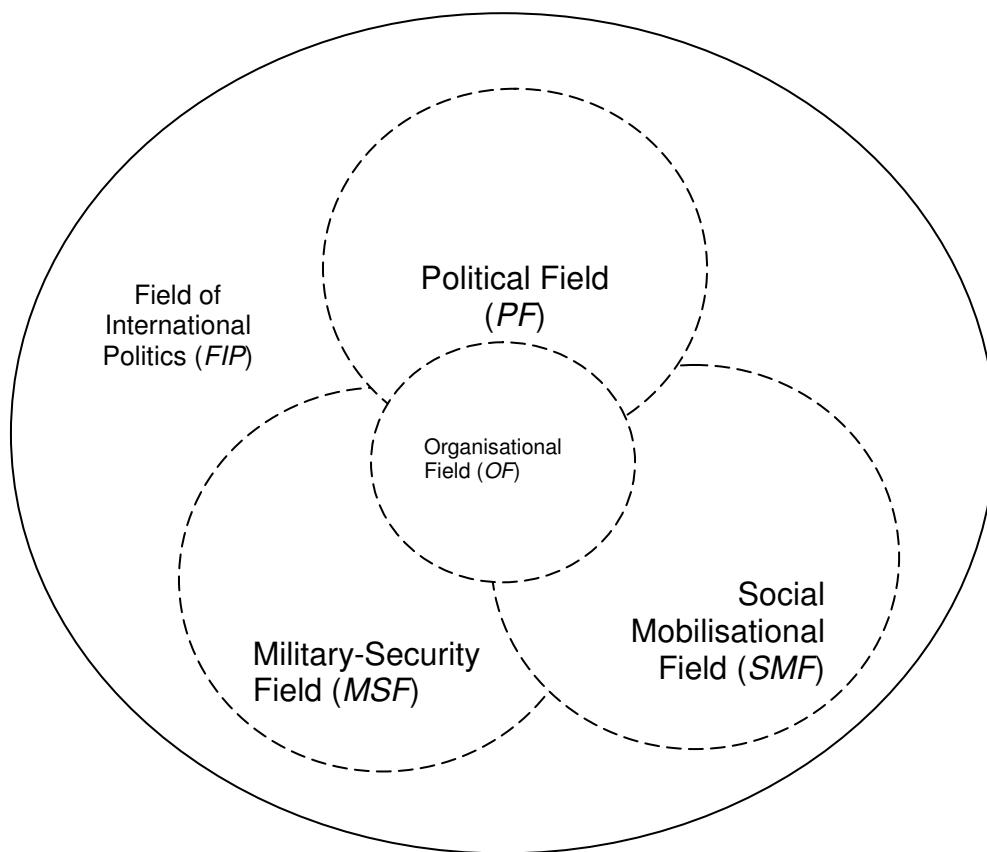 Political Field
(PF)
Field of
International
Politics (FIP)
Organisational
Field (OF)
Social
Mobilisational
Field (SMF)
Military-Security
Field (MSF)